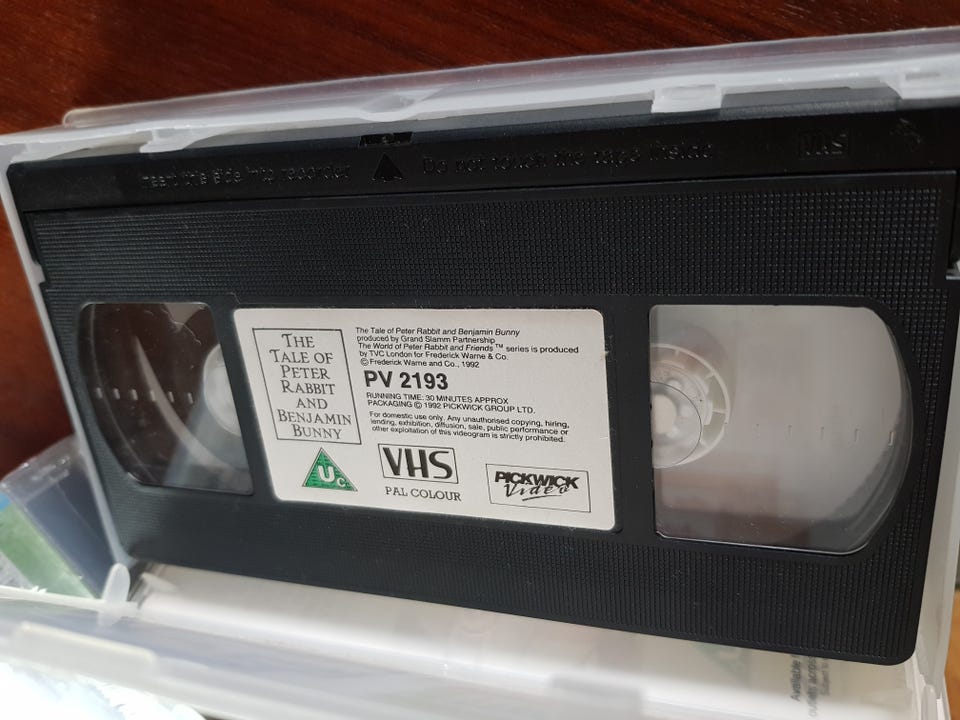 Insert this side into recorder
Do not touch the tape inside
VHS
THE
TALE OF
PETER
RABBIT
AND
BENJAMIN
BUNNY
The Tale of Peter Rabbit and Benjamin Bunny
produced by Grand Slamm Partnership
The World of Peter Rabbit and Friends™ series is produced
by TVC London for Frederick Warne & Co.
© Frederick Warne and Co., 1992
PV 2193
RUNNING TIME: 30 MINUTES APPROX
PACKAGING © 1992 PICKWICK GROUP LTD.
For domestic use only. Any unauthorised copying, hiring,
lending, exhibition, diffusion, sale, public performance or
other exploitation of this videogram is strictly prohibited.
Uc
VHS
PAL COLOUR
PICKWICK
Video
Available
outlets across
Subject to